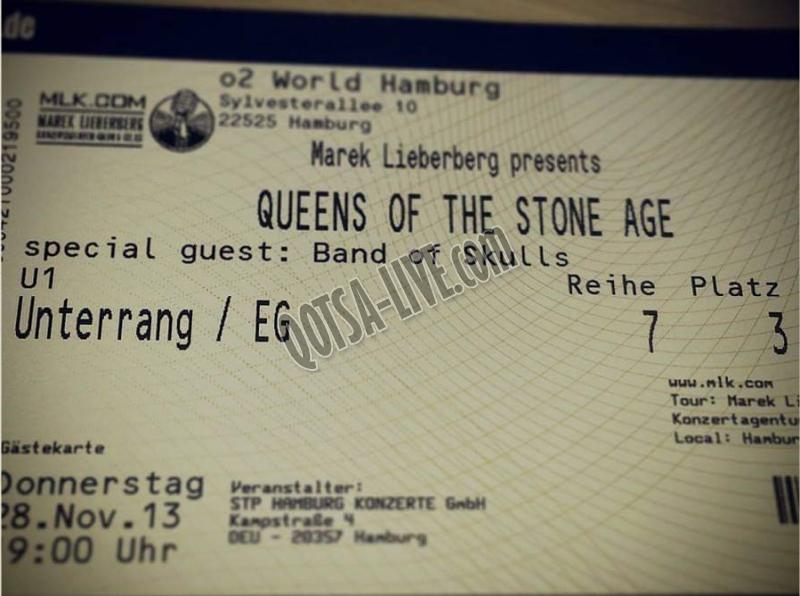 .de
o2 World Hamburg
Sylvesterallee 10
22525 Hamburg
MLK.COM
MAREK LIEBERBERG
Marek Lieberberg presents
QUEENS OF THE STONE AGE
special guest: Band of Skulls
U1
Reihe Platz
Unterrang / EG
7 3
QOTSA-LIVE.com
www.mlk.com
Tour: Marek Li
Konzertagentu
Local: Hambur
Gästekarte
Donnerstag
28.Nov.13
9:00 Uhr
Veranstalter:
STP HAMBURG KONZERTE GmbH
Kampstraße 4
DEU - 20357 Hamburg